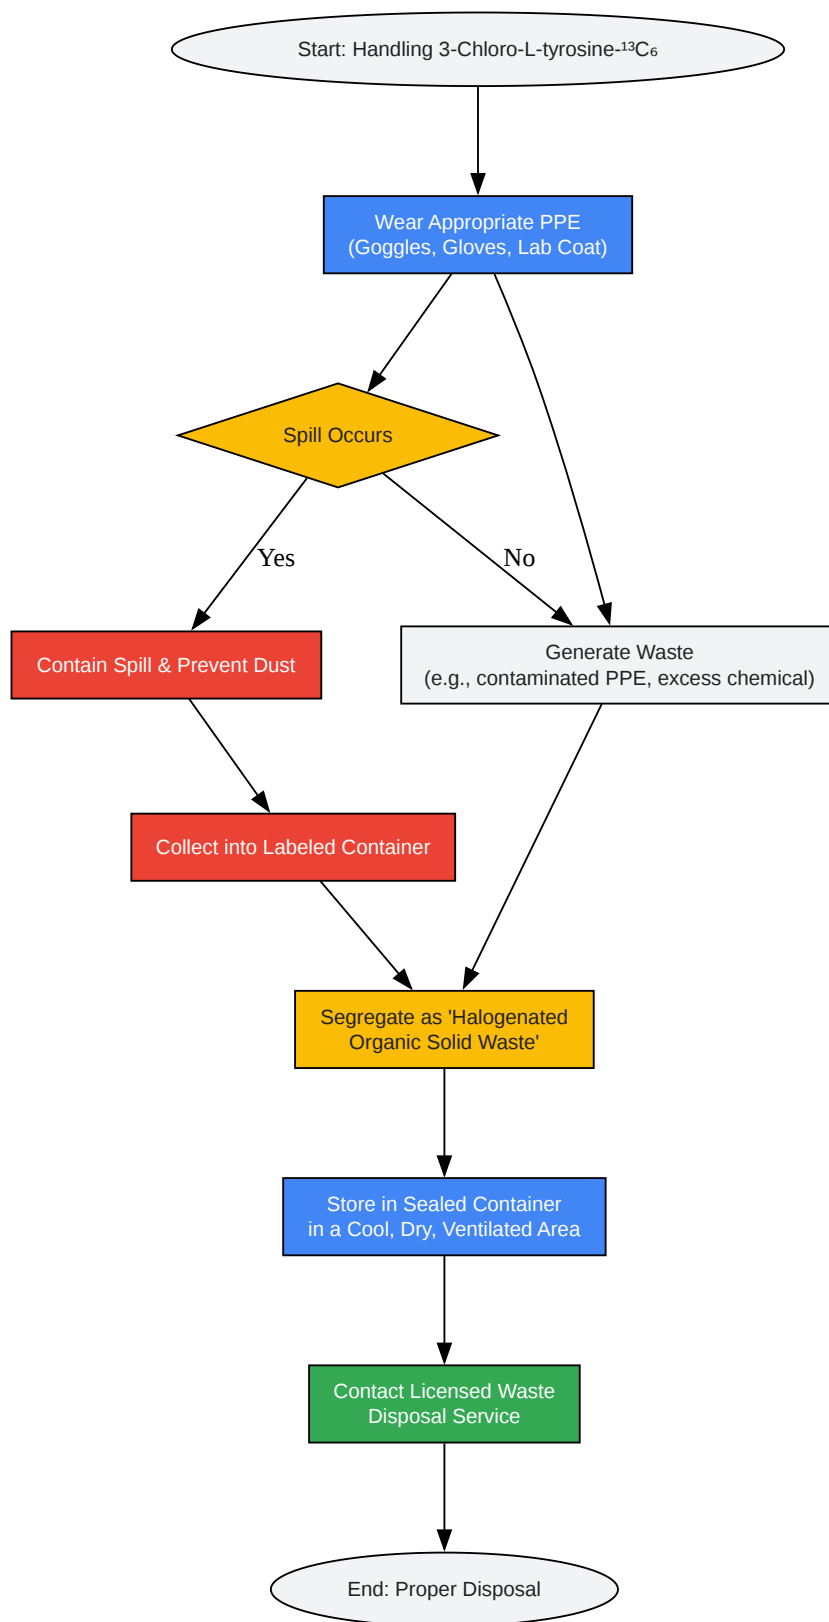 Start: Handling 3-Chloro-L-tyrosine-¹³C₆
Wear Appropriate PPE
(Goggles, Gloves, Lab Coat)
Spill Occurs
Yes
No
Contain Spill & Prevent Dust
Generate Waste
(e.g., contaminated PPE, excess chemical)
Collect into Labeled Container
Segregate as 'Halogenated
Organic Solid Waste'
Store in Sealed Container
in a Cool, Dry, Ventilated Area
Contact Licensed Waste
Disposal Service
End: Proper Disposal